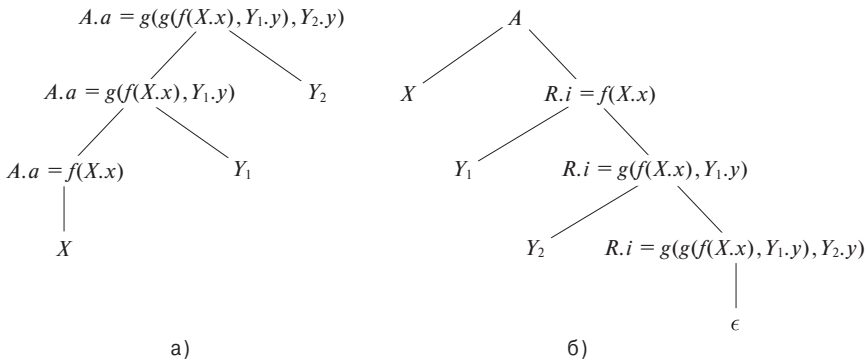 A.a = g(g(f(X.x), Y₁.y), Y₂.y)
A.a = g(f(X.x), Y₁.y)
Y₂
A.a = f(X.x)
Y₁
X
а)
A
X
R.i = f(X.x)
Y₁
R.i = g(f(X.x), Y₁.y)
Y₂
R.i = g(g(f(X.x), Y₁.y), Y₂.y)
ϵ
б)